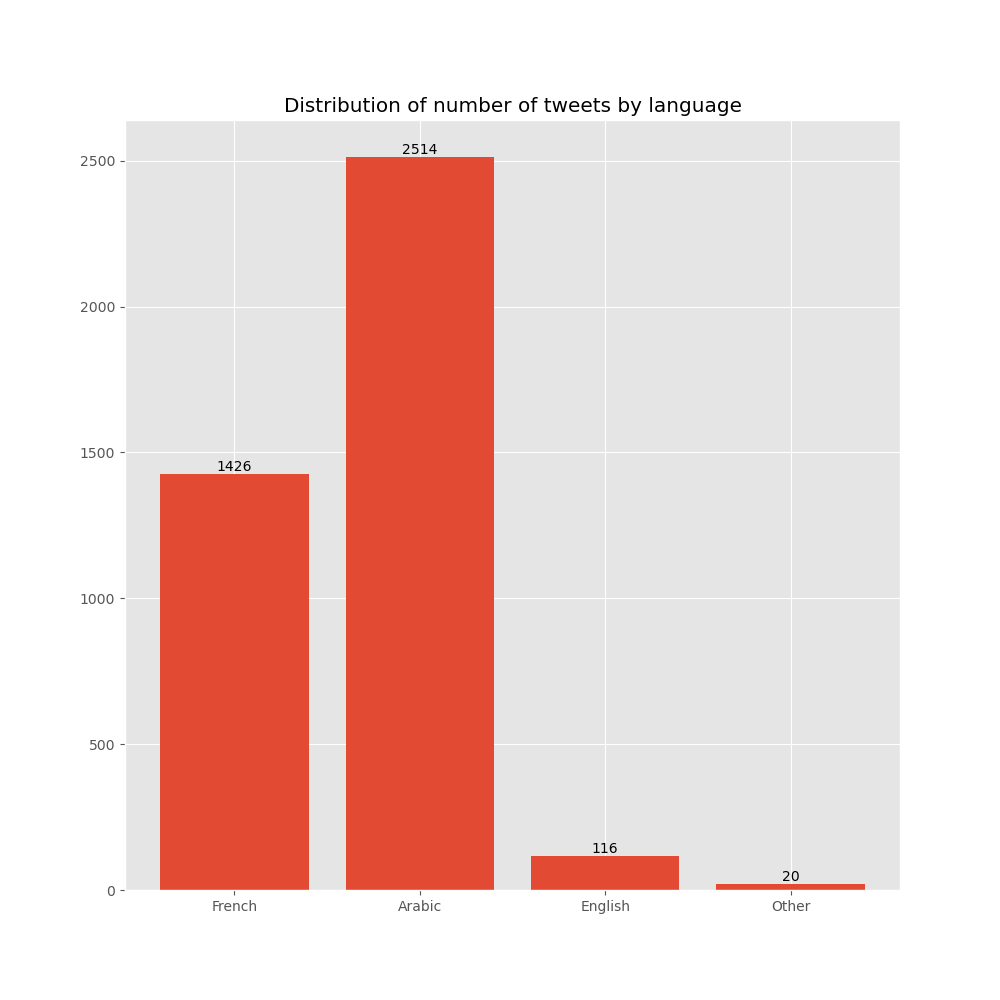 Distribution of number of tweets by language
2500
2000
1500
1000
500
0
2514
1426
116
20
French
Arabic
English
Other